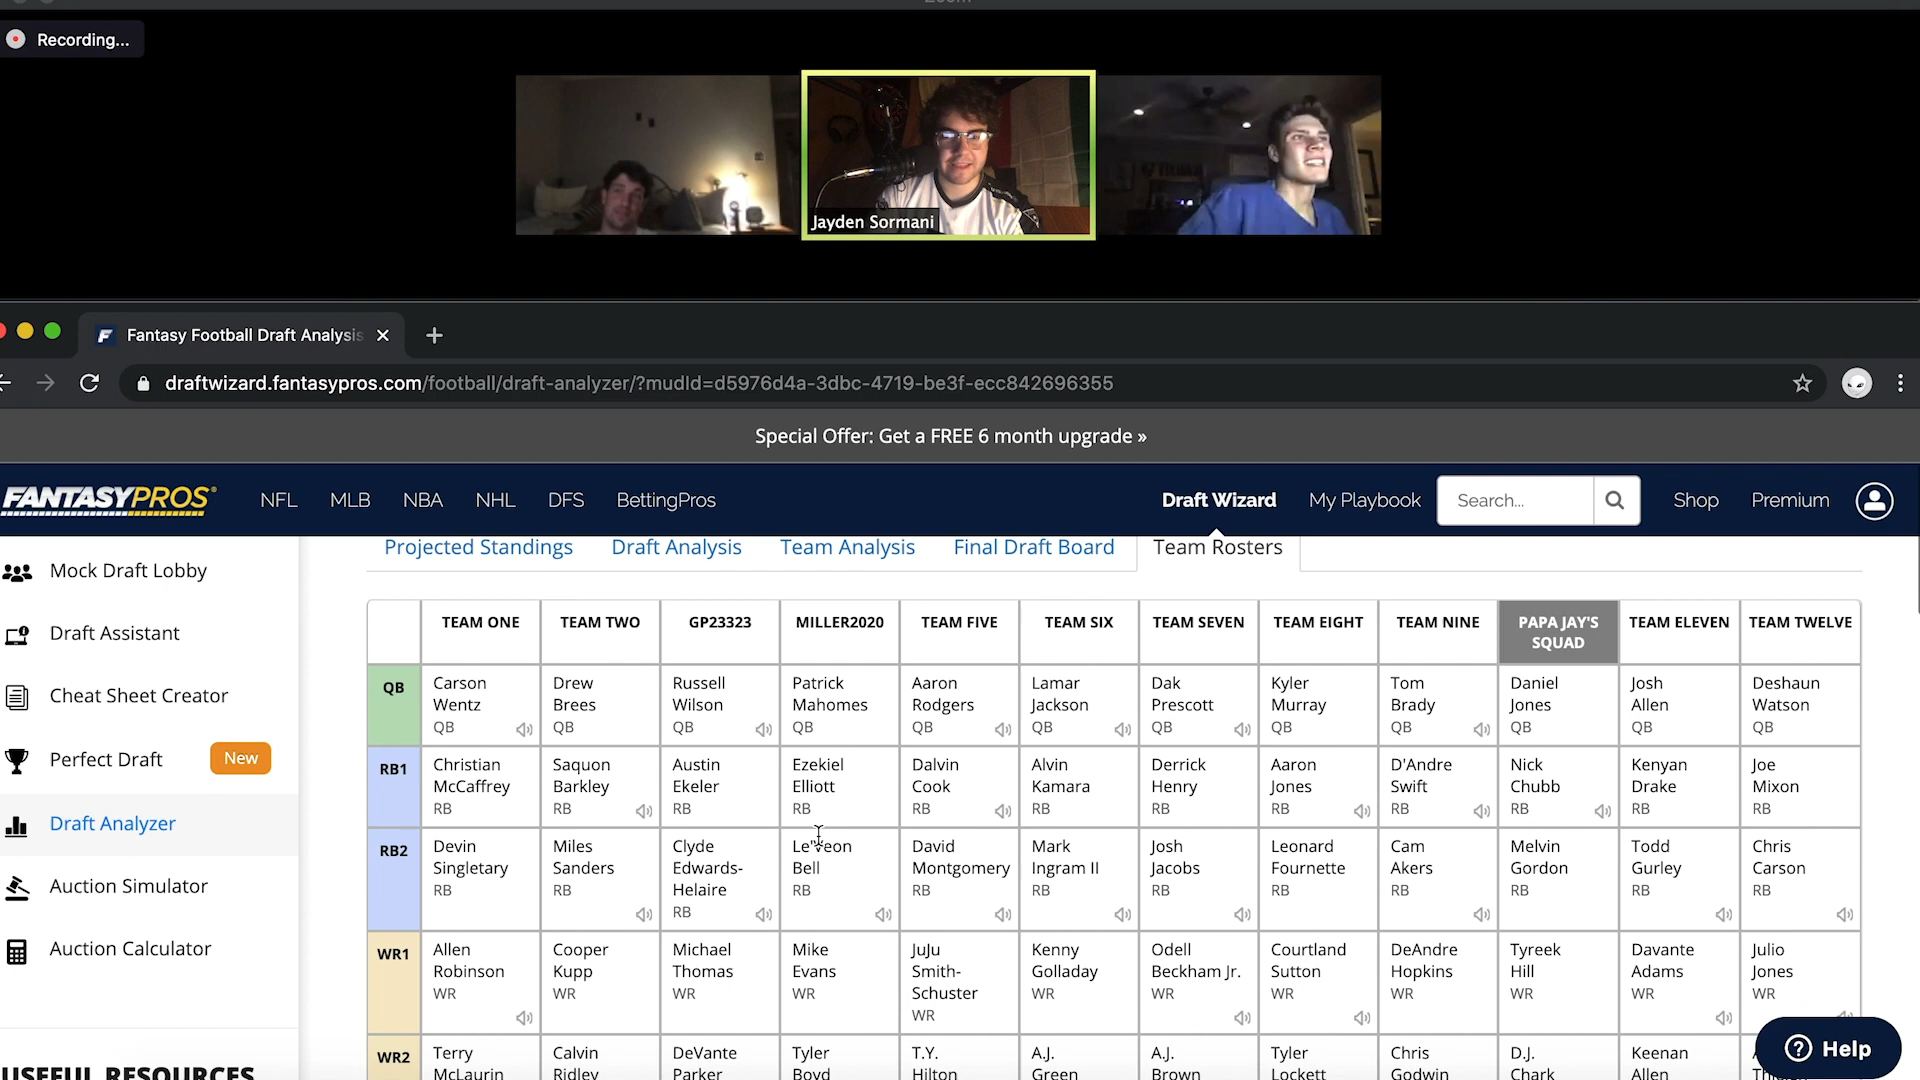 Recording...
Jayden Sormani
Fantasy Football Draft Analysis
draftwizard.fantasypros.com/football/draft-analyzer/?mudId=d5976d4a-3dbc-4719-be3f-ecc842696355
Special Offer: Get a FREE 6 month upgrade »
FANTASYPROS NFL MLB NBA NHL DFS BettingPros Draft Wizard My Playbook Search... Shop Premium
Mock Draft Lobby
Draft Assistant
Cheat Sheet Creator
Perfect Draft New
Draft Analyzer
Auction Simulator
Auction Calculator
USEFUL RESOURCES
Projected Standings Draft Analysis Team Analysis Final Draft Board Team Rosters
TEAM ONE TEAM TWO GP23323 MILLER2020 TEAM FIVE TEAM SIX TEAM SEVEN TEAM EIGHT TEAM NINE PAPA JAY'S TEAM ELEVEN TEAM TWELVE
SQUAD
QB Carson Drew Russell Patrick Aaron Lamar Dak Kyler Tom Daniel Josh Deshaun
Wentz Brees Wilson Mahomes Rodgers Jackson Prescott Murray Brady Jones Allen Watson
QB QB QB QB QB QB QB QB QB QB QB QB
RB1 Christian Saquon Austin Ezekiel Dalvin Alvin Derrick Aaron D'Andre Nick Kenyan Joe
McCaffrey Barkley Ekeler Elliott Cook Kamara Henry Jones Swift Chubb Drake Mixon
RB RB RB RB RB RB RB RB RB RB RB RB
RB2 Devin Miles Clyde Le'Veon David Mark Josh Leonard Cam Melvin Todd Chris
Singletary Sanders Edwards- Bell Montgomery Ingram II Jacobs Fournette Akers Gordon Gurley Carson
RB RB Helaire RB RB RB RB RB RB RB RB RB
RB
WR1 Allen Cooper Michael Mike JuJu Kenny Odell Courtland DeAndre Tyreek Davante Julio
Robinson Kupp Thomas Evans Smith- Golladay Beckham Jr. Sutton Hopkins Hill Adams Jones
WR WR WR WR Schuster WR WR WR WR WR WR WR
WR
WR2 Terry Calvin DeVante Tyler T.Y. A.J. A.J. Tyler Chris D.J. Keenan
McLaurin Ridley Parker Boyd Hilton Green Brown Lockett Godwin Chark Allen
Help